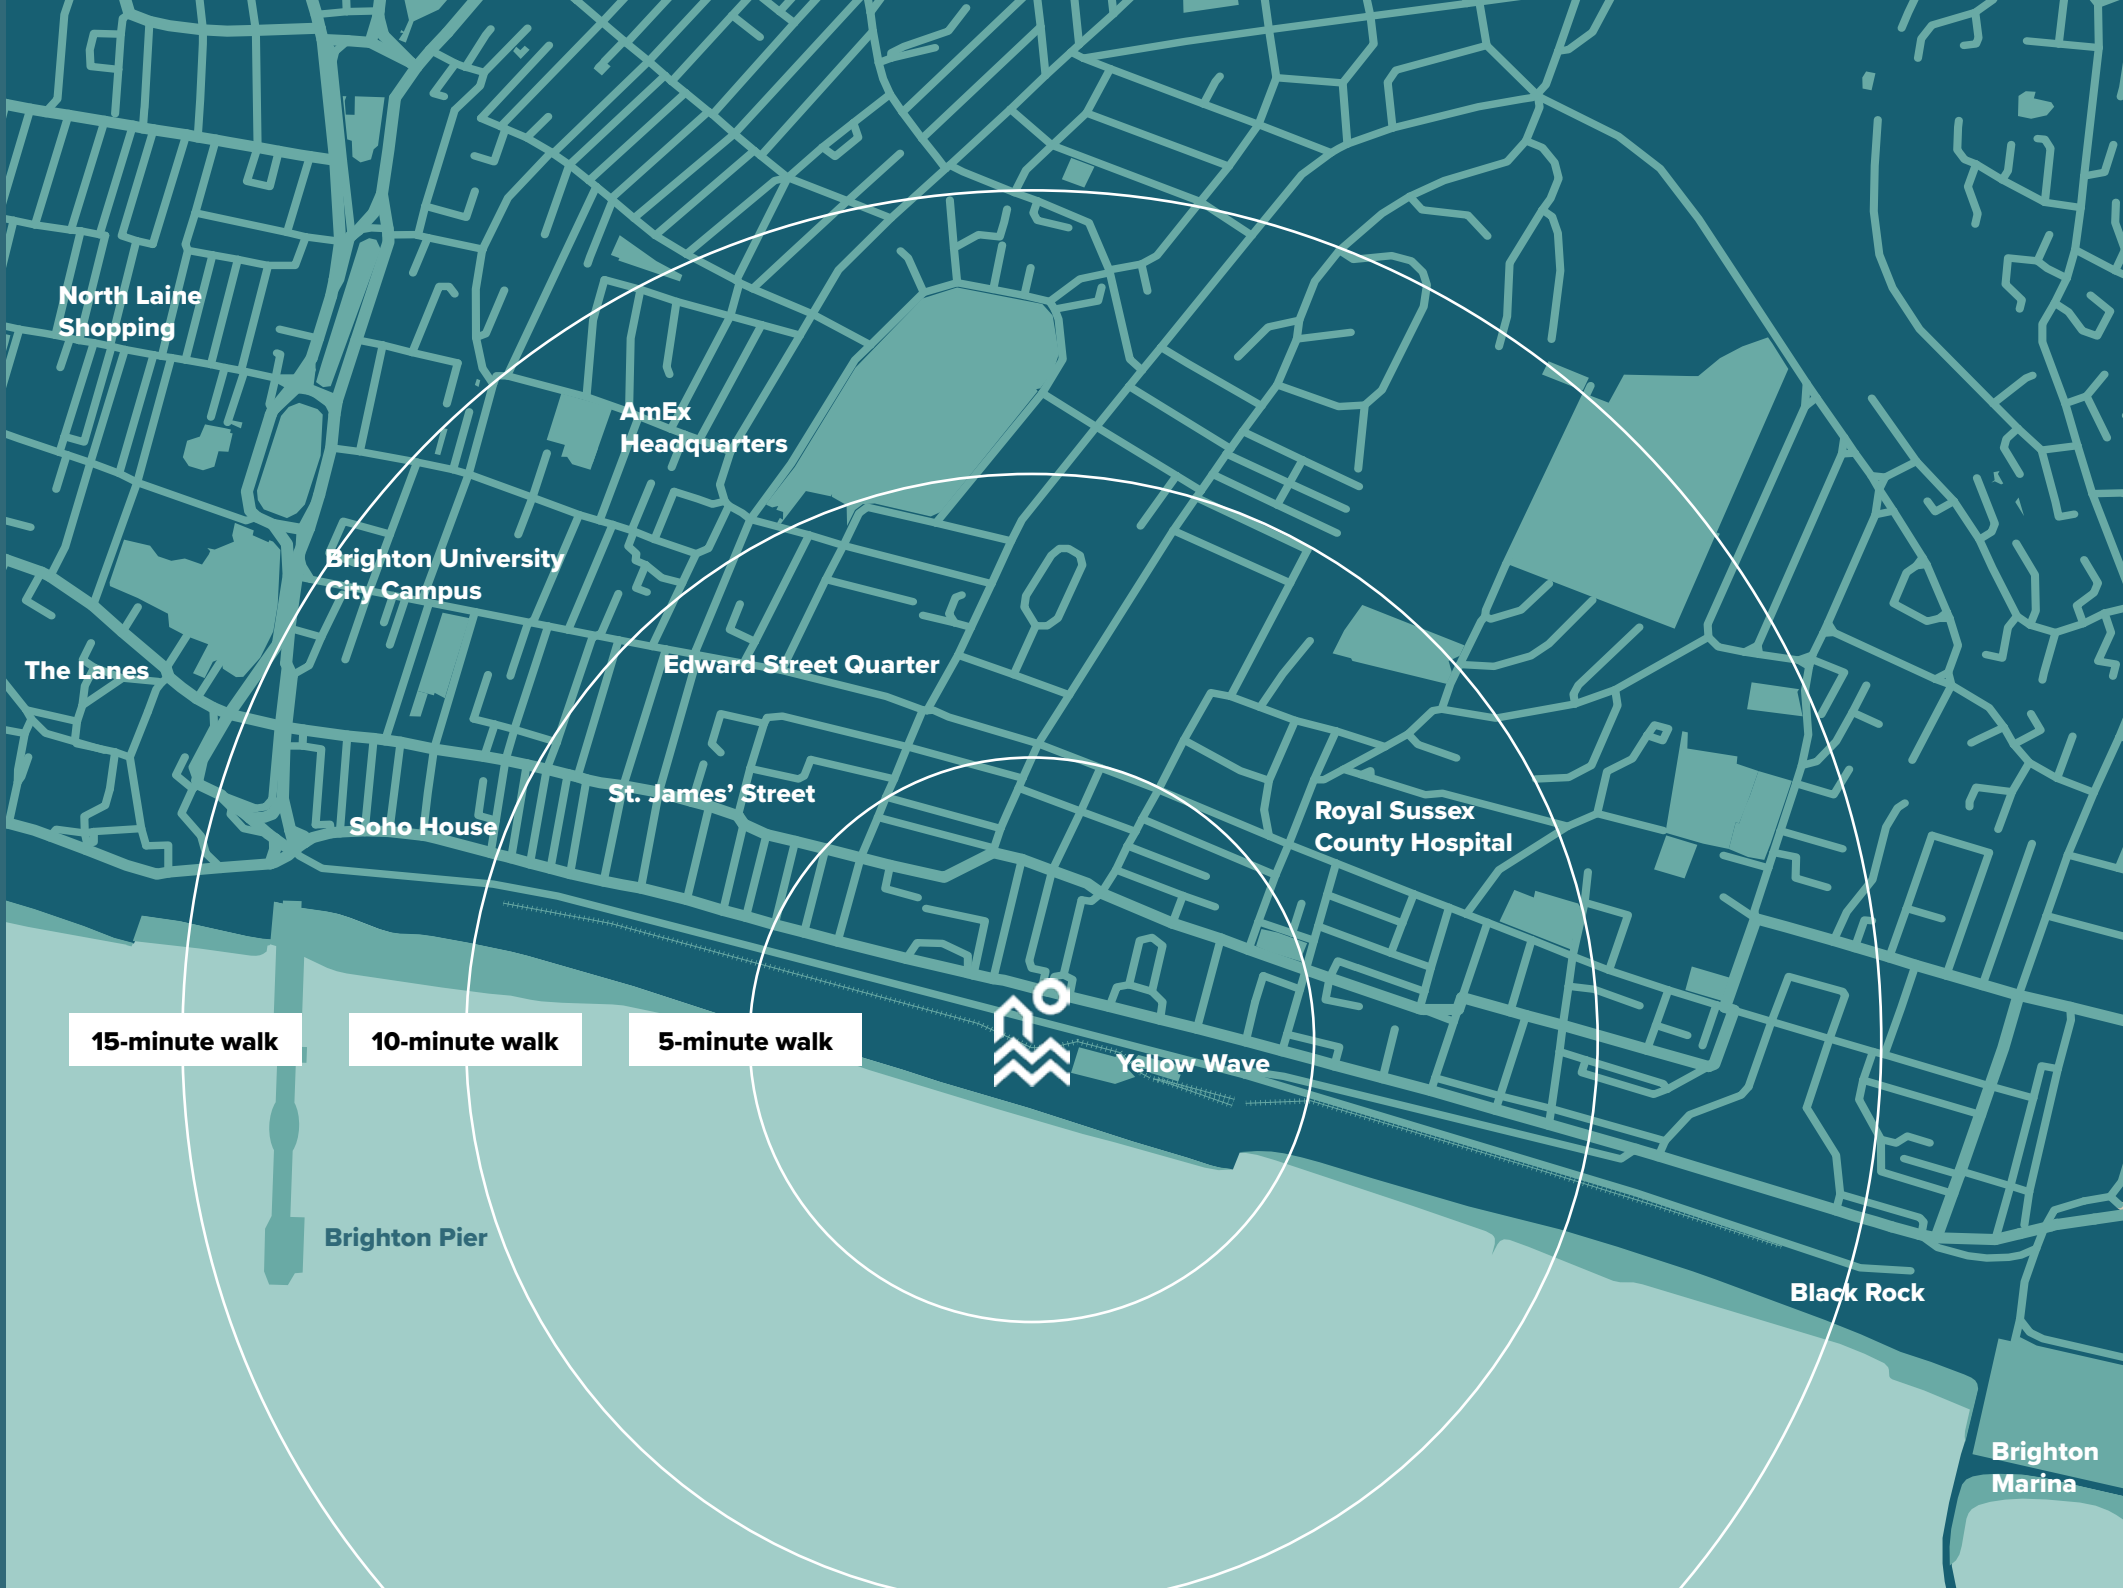 North Laine
Shopping
AmEx
Headquarters
Brighton University
City Campus
The Lanes
Edward Street Quarter
St. James’ Street
Soho House
Royal Sussex
County Hospital
15-minute walk
10-minute walk
5-minute walk
Yellow Wave
Brighton Pier
Black Rock
Brighton
Marina